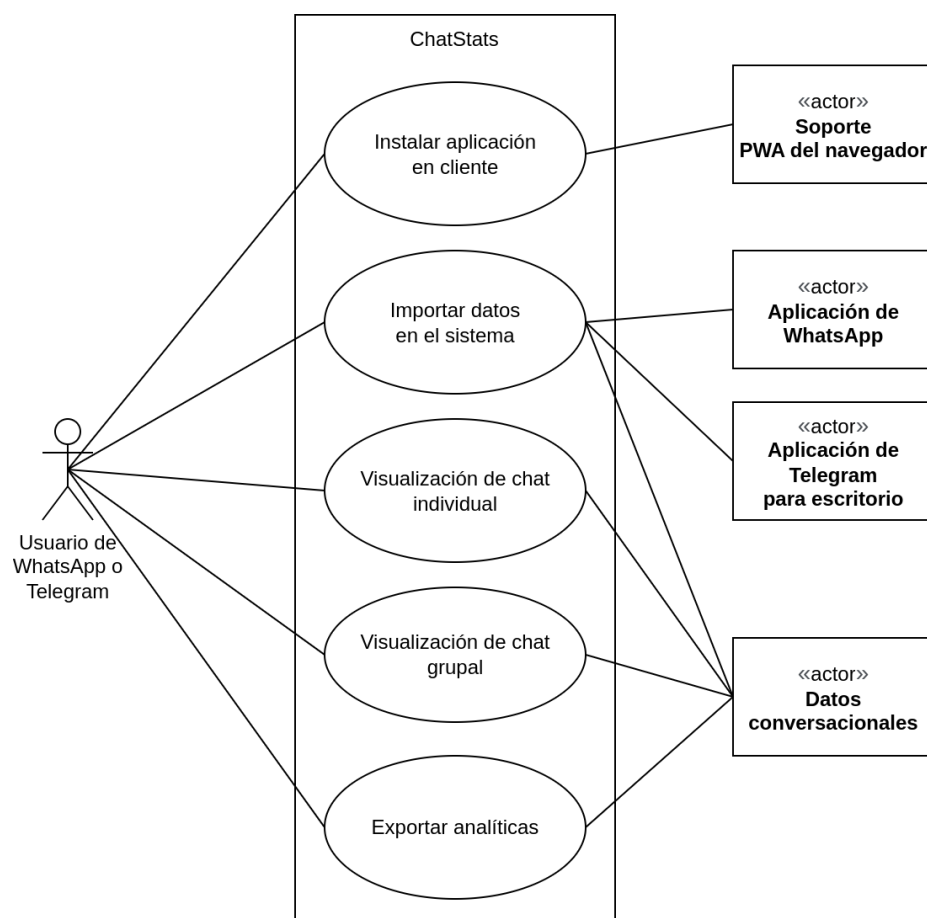 ChatStats
Instalar aplicación
en cliente
«actor»
Soporte
PWA del navegador
Importar datos
en el sistema
«actor»
Aplicación de
WhatsApp
«actor»
Aplicación de
Telegram
para escritorio
Visualización de chat
individual
Usuario de
WhatsApp o
Telegram
Visualización de chat
grupal
«actor»
Datos
conversacionales
Exportar analíticas